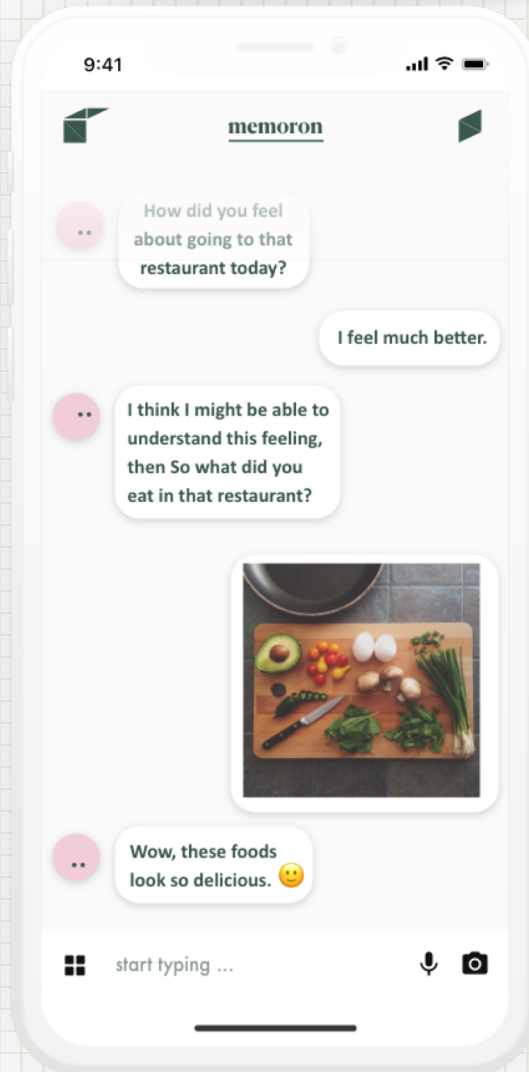 9:41
memoron
How did you feel
about going to that
restaurant today?
I feel much better.
I think I might be able to
understand this feeling,
then So what did you
eat in that restaurant?
Wow, these foods
look so delicious. 🙂
start typing ...